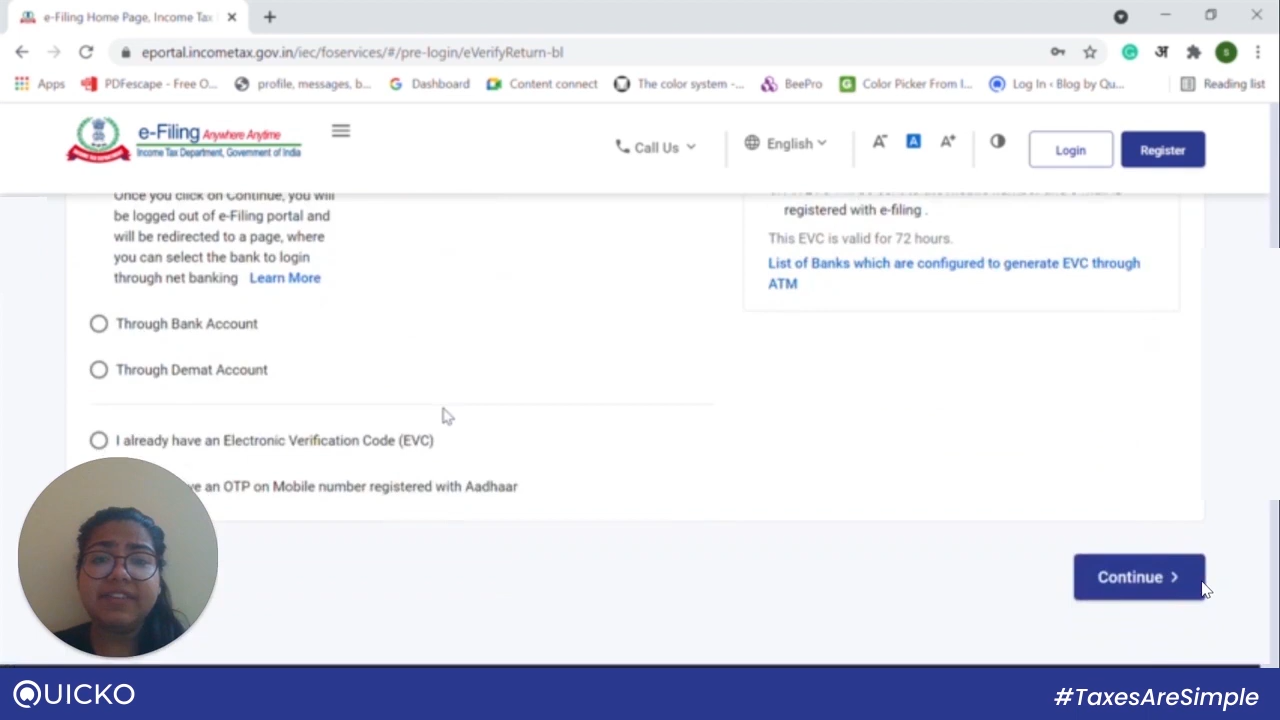 e-Filing Home Page, Income Tax
eportal.incometax.gov.in/iec/foservices/#/pre-login/eVerifyReturn-bl
अ
S
Apps
PDFescape - Free O...
profile, messages, b...
Dashboard
Content connect
The color system -...
BeePro
Color Picker From I...
Log In ‹ Blog by Qu...
Reading list
e-Filing Anywhere Anytime
Income Tax Department, Government of India
Call Us
English
A-
A
A+
Login
Register
Once you click on Continue, you will
be logged out of e-Filing portal and
will be redirected to a page, where
you can select the bank to login
through net banking Learn More
Through Bank Account
Through Demat Account
I already have an Electronic Verification Code (EVC)
an OTP on Mobile number registered with Aadhaar
registered with e-filing .
This EVC is valid for 72 hours.
List of Banks which are configured to generate EVC through
ATM
Continue >
QUICKO
#TaxesAreSimple